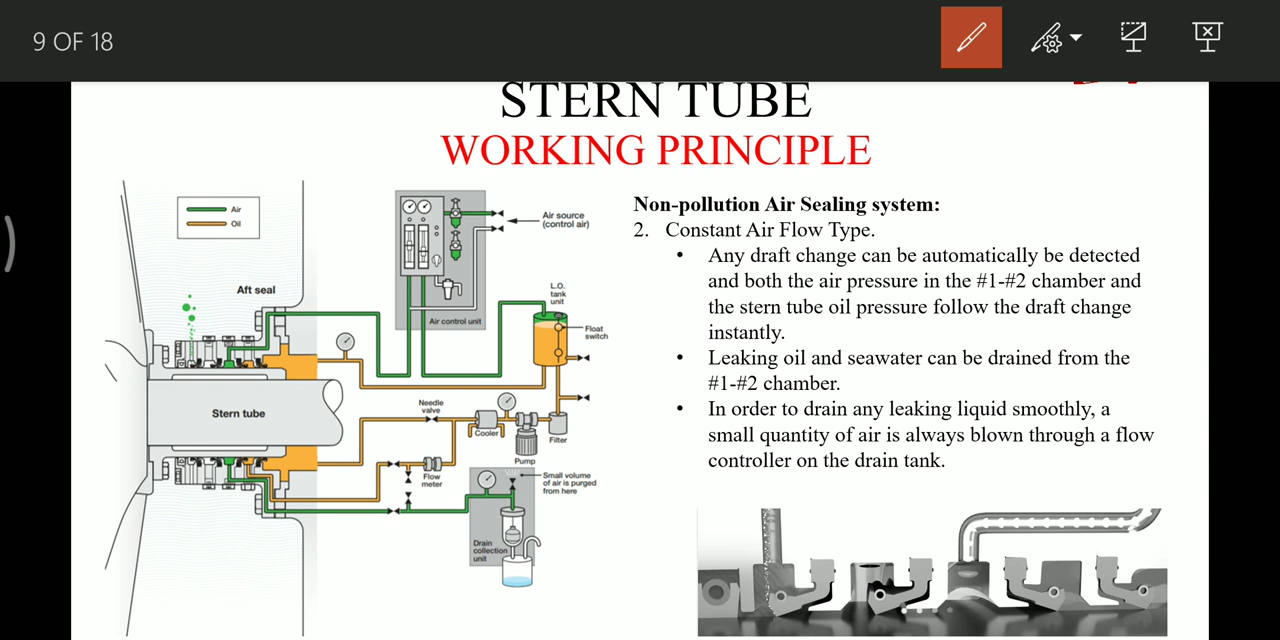 9 OF 18
STERN TUBE
WORKING PRINCIPLE
Air
Oil
Aft seal
Stern tube
Air source
(control air)
Air control unit
L.O.
tank
unit
Float
switch
Needle
valve
Cooler
Pump
Filter
Flow
meter
Small volume
of air is purged
from here
Drain
collection
unit
Non-pollution Air Sealing system:
2. Constant Air Flow Type.
• Any draft change can be automatically be detected
and both the air pressure in the #1-#2 chamber and
the stern tube oil pressure follow the draft change
instantly.
• Leaking oil and seawater can be drained from the
#1-#2 chamber.
• In order to drain any leaking liquid smoothly, a
small quantity of air is always blown through a flow
controller on the drain tank.